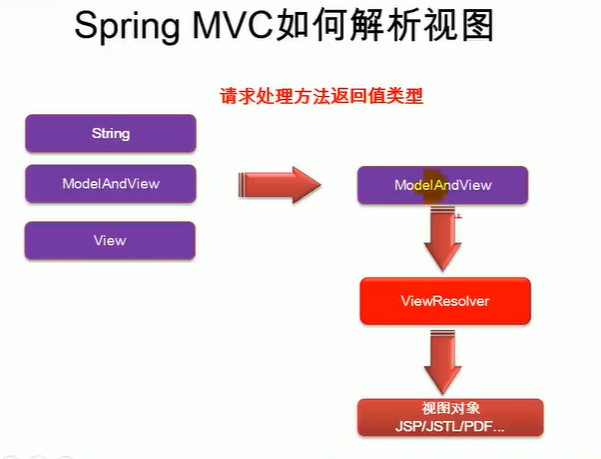 Spring MVC如何解析视图
请求处理方法返回值类型
String
ModelAndView
View
ModelAndView
ViewResolver
视图对象
JSP/JSTL/PDF...